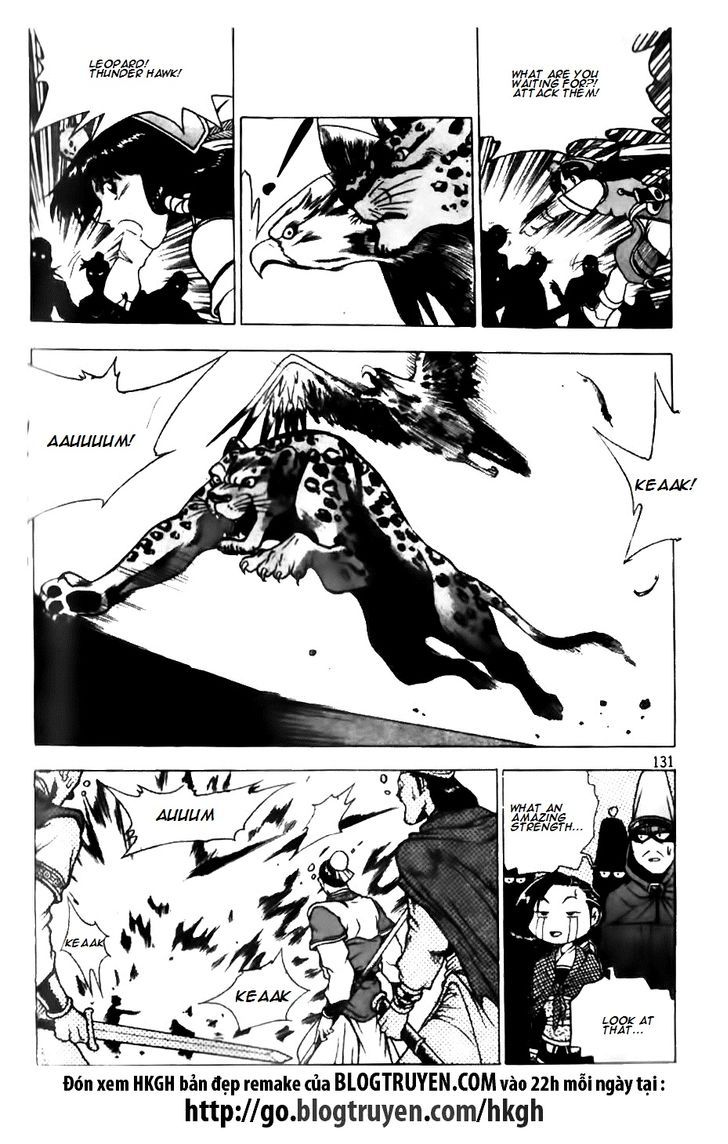 LEOPARD!
THUNDER HAWK!
WHAT ARE YOU
WAITING FOR?!
ATTACK THEM!
AAUUUUM!
KEAAK!
131
AUUUM
KEAAK
KEAAK
WHAT AN
AMAZING
STRENGTH...
LOOK AT
THAT...
Đón xem HKGH bản đẹp remake của BLOGTRUYEN.COM vào 22h mỗi ngày tại :
http://go.blogtruyen.com/hkgh